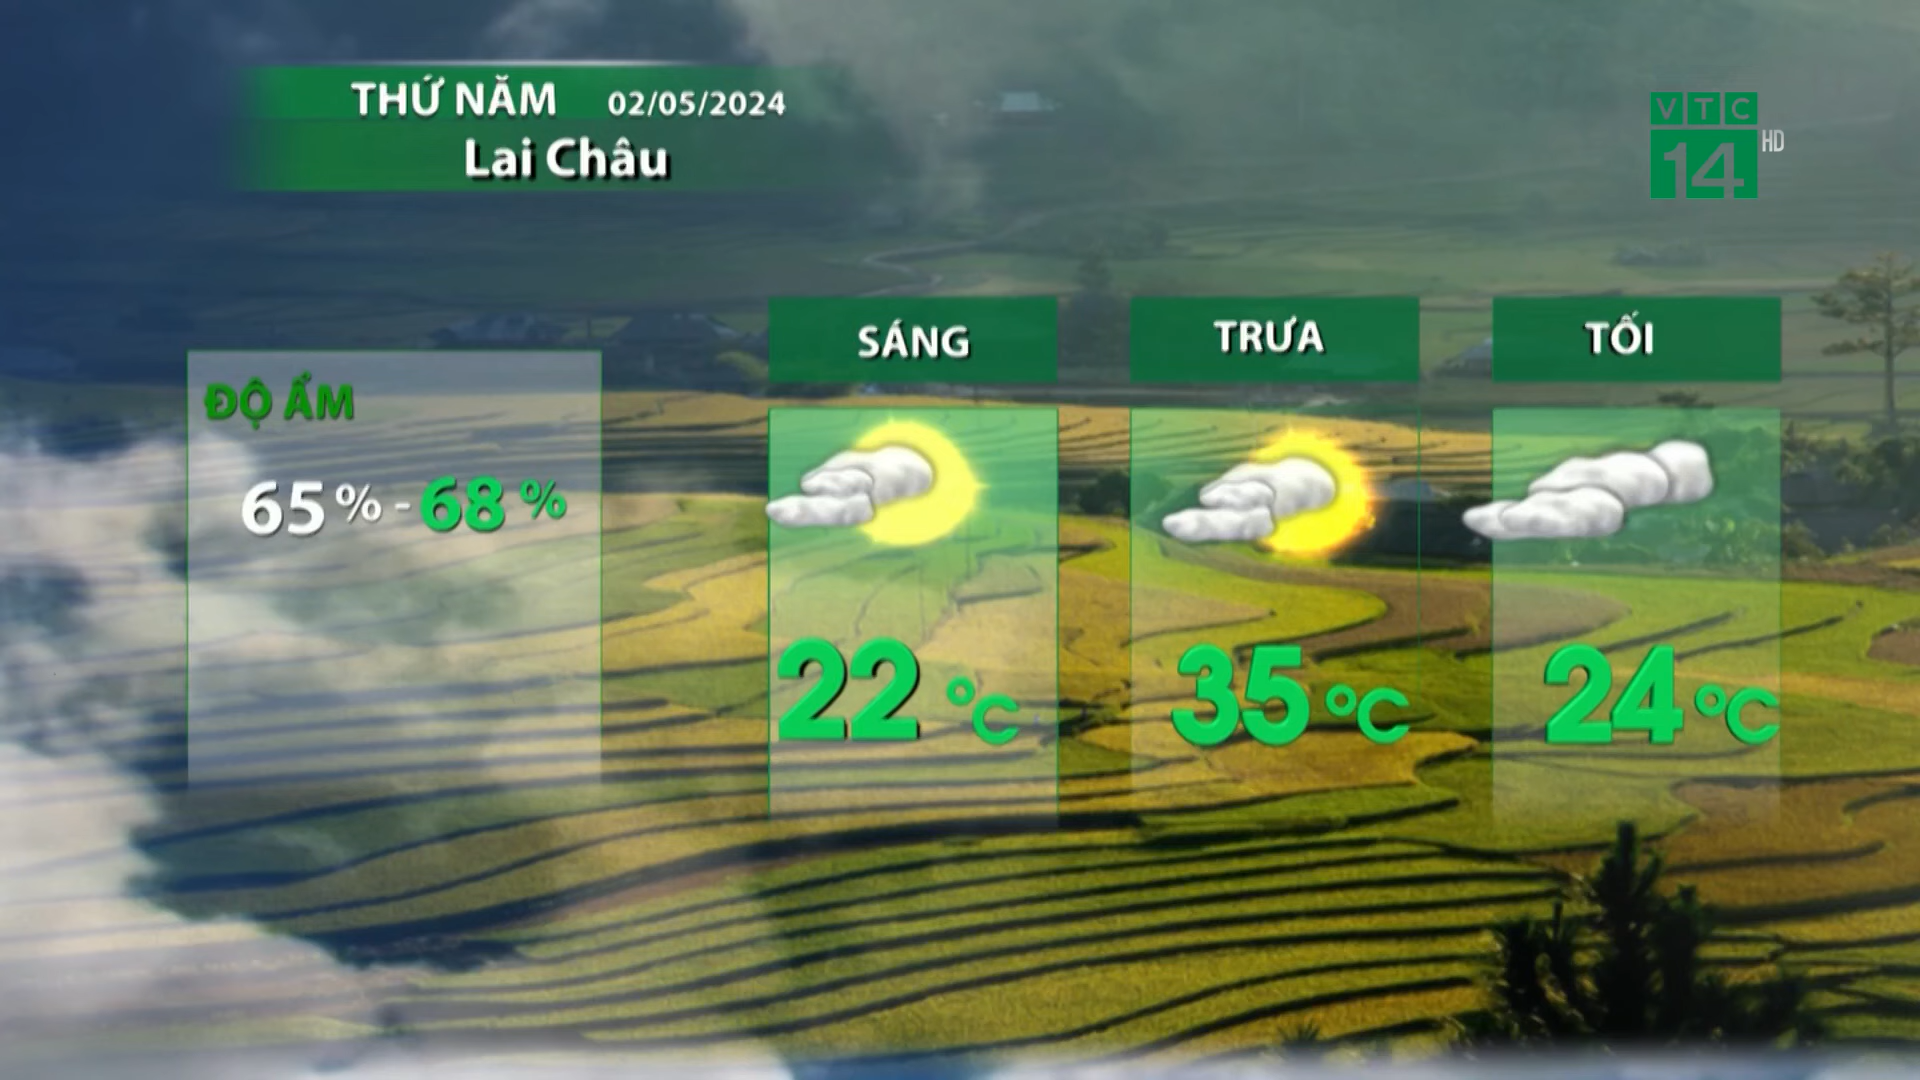 THỨ NĂM 02/05/2024
Lai Châu
VTC
14 HD
SÁNG
TRƯA
TỐI
ĐỘ ẨM
65% - 68%
22 °C
35 °C
24 °C